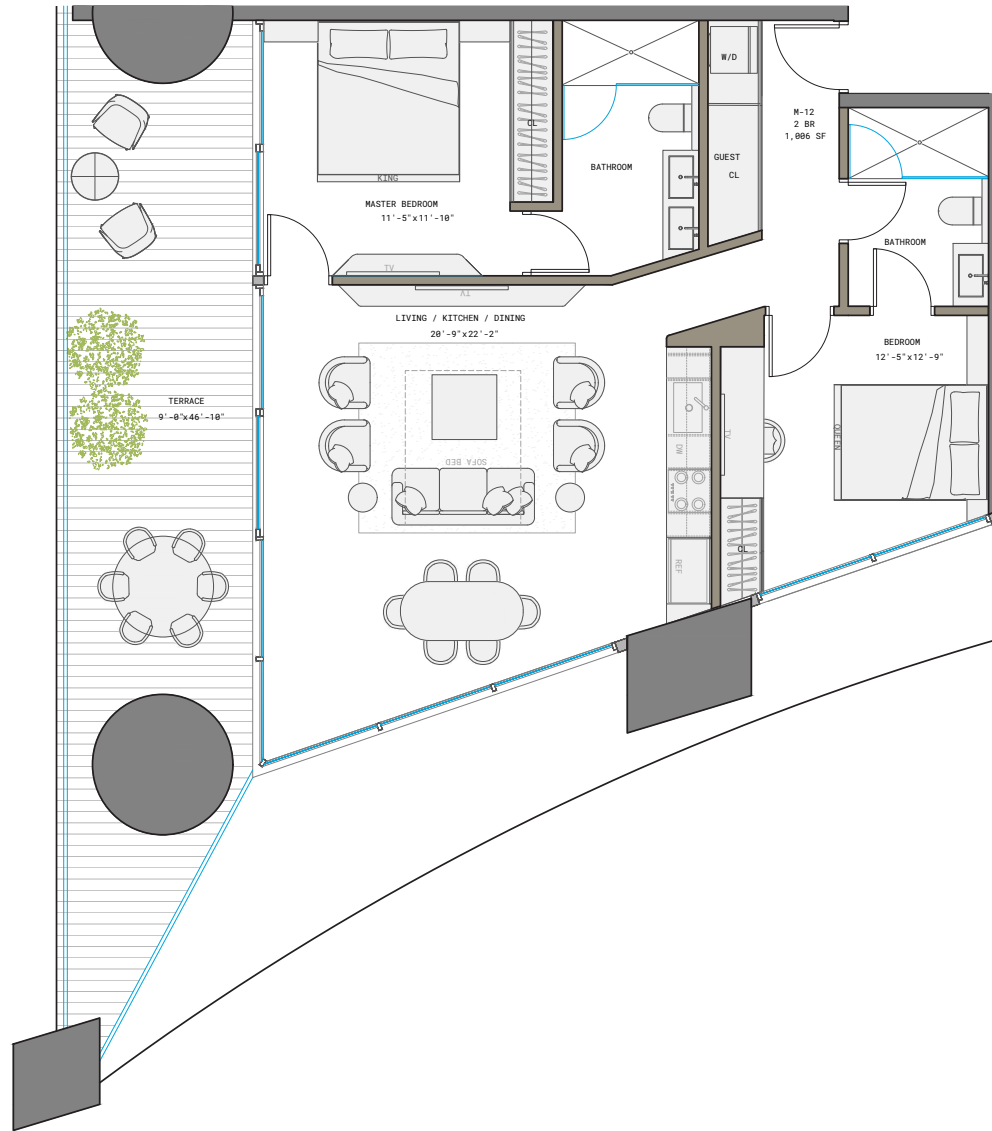 W/D
M-12
2 BR
1,006 SF
CL
GUEST
CL
BATHROOM
KING
MASTER BEDROOM
11'-5"x11'-10"
BATHROOM
TV
TV
LIVING / KITCHEN / DINING
20'-9"x22'-2"
BEDROOM
12'-5"x12'-9"
TERRACE
9'-0"x46'-10"
QUEEN
TV
DW
SOFA BED
CL
REF